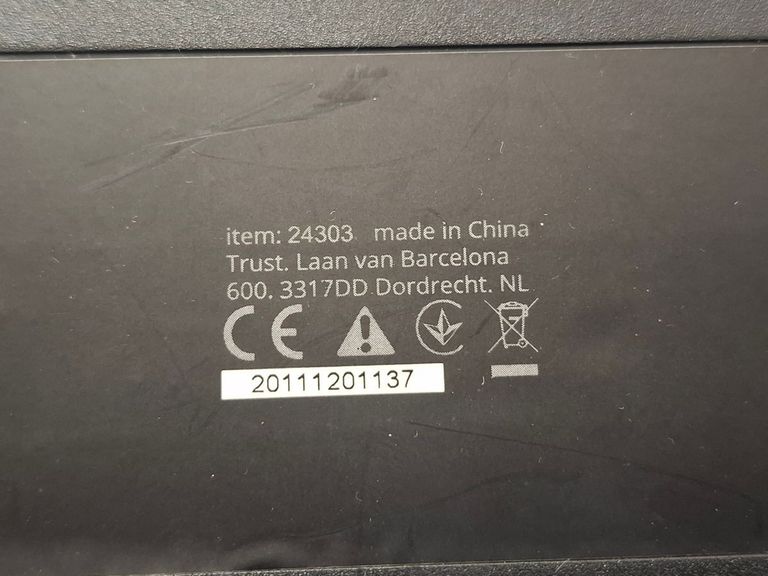 item: 24303 made in China
Trust. Laan van Barcelona
600. 3317DD Dordrecht. NL
CE
20111201137